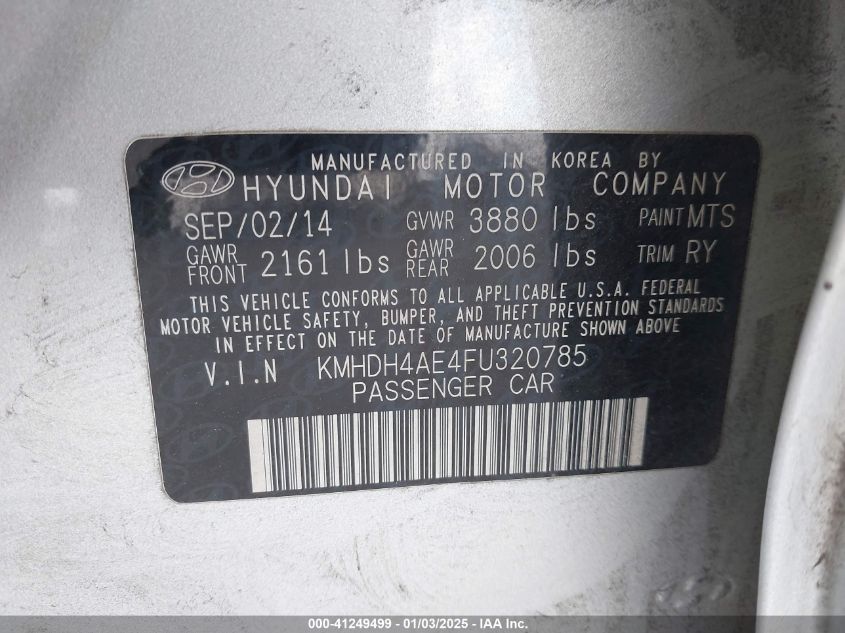 MANUFACTURED IN KOREA BY
HYUNDAI MOTOR COMPANY
SEP/02/14 GVWR 3880 lbs PAINT MTS
GAWR FRONT 2161 lbs GAWR REAR 2006 lbs TRIM RY
THIS VEHICLE CONFORMS TO ALL APPLICABLE U.S.A. FEDERAL
MOTOR VEHICLE SAFETY, BUMPER, AND THEFT PREVENTION STANDARDS
IN EFFECT ON THE DATE OF MANUFACTURE SHOWN ABOVE
V.I.N KMHDH4AE4FU320785
PASSENGER CAR
000-41249499 - 01/03/2025 - IAA Inc.